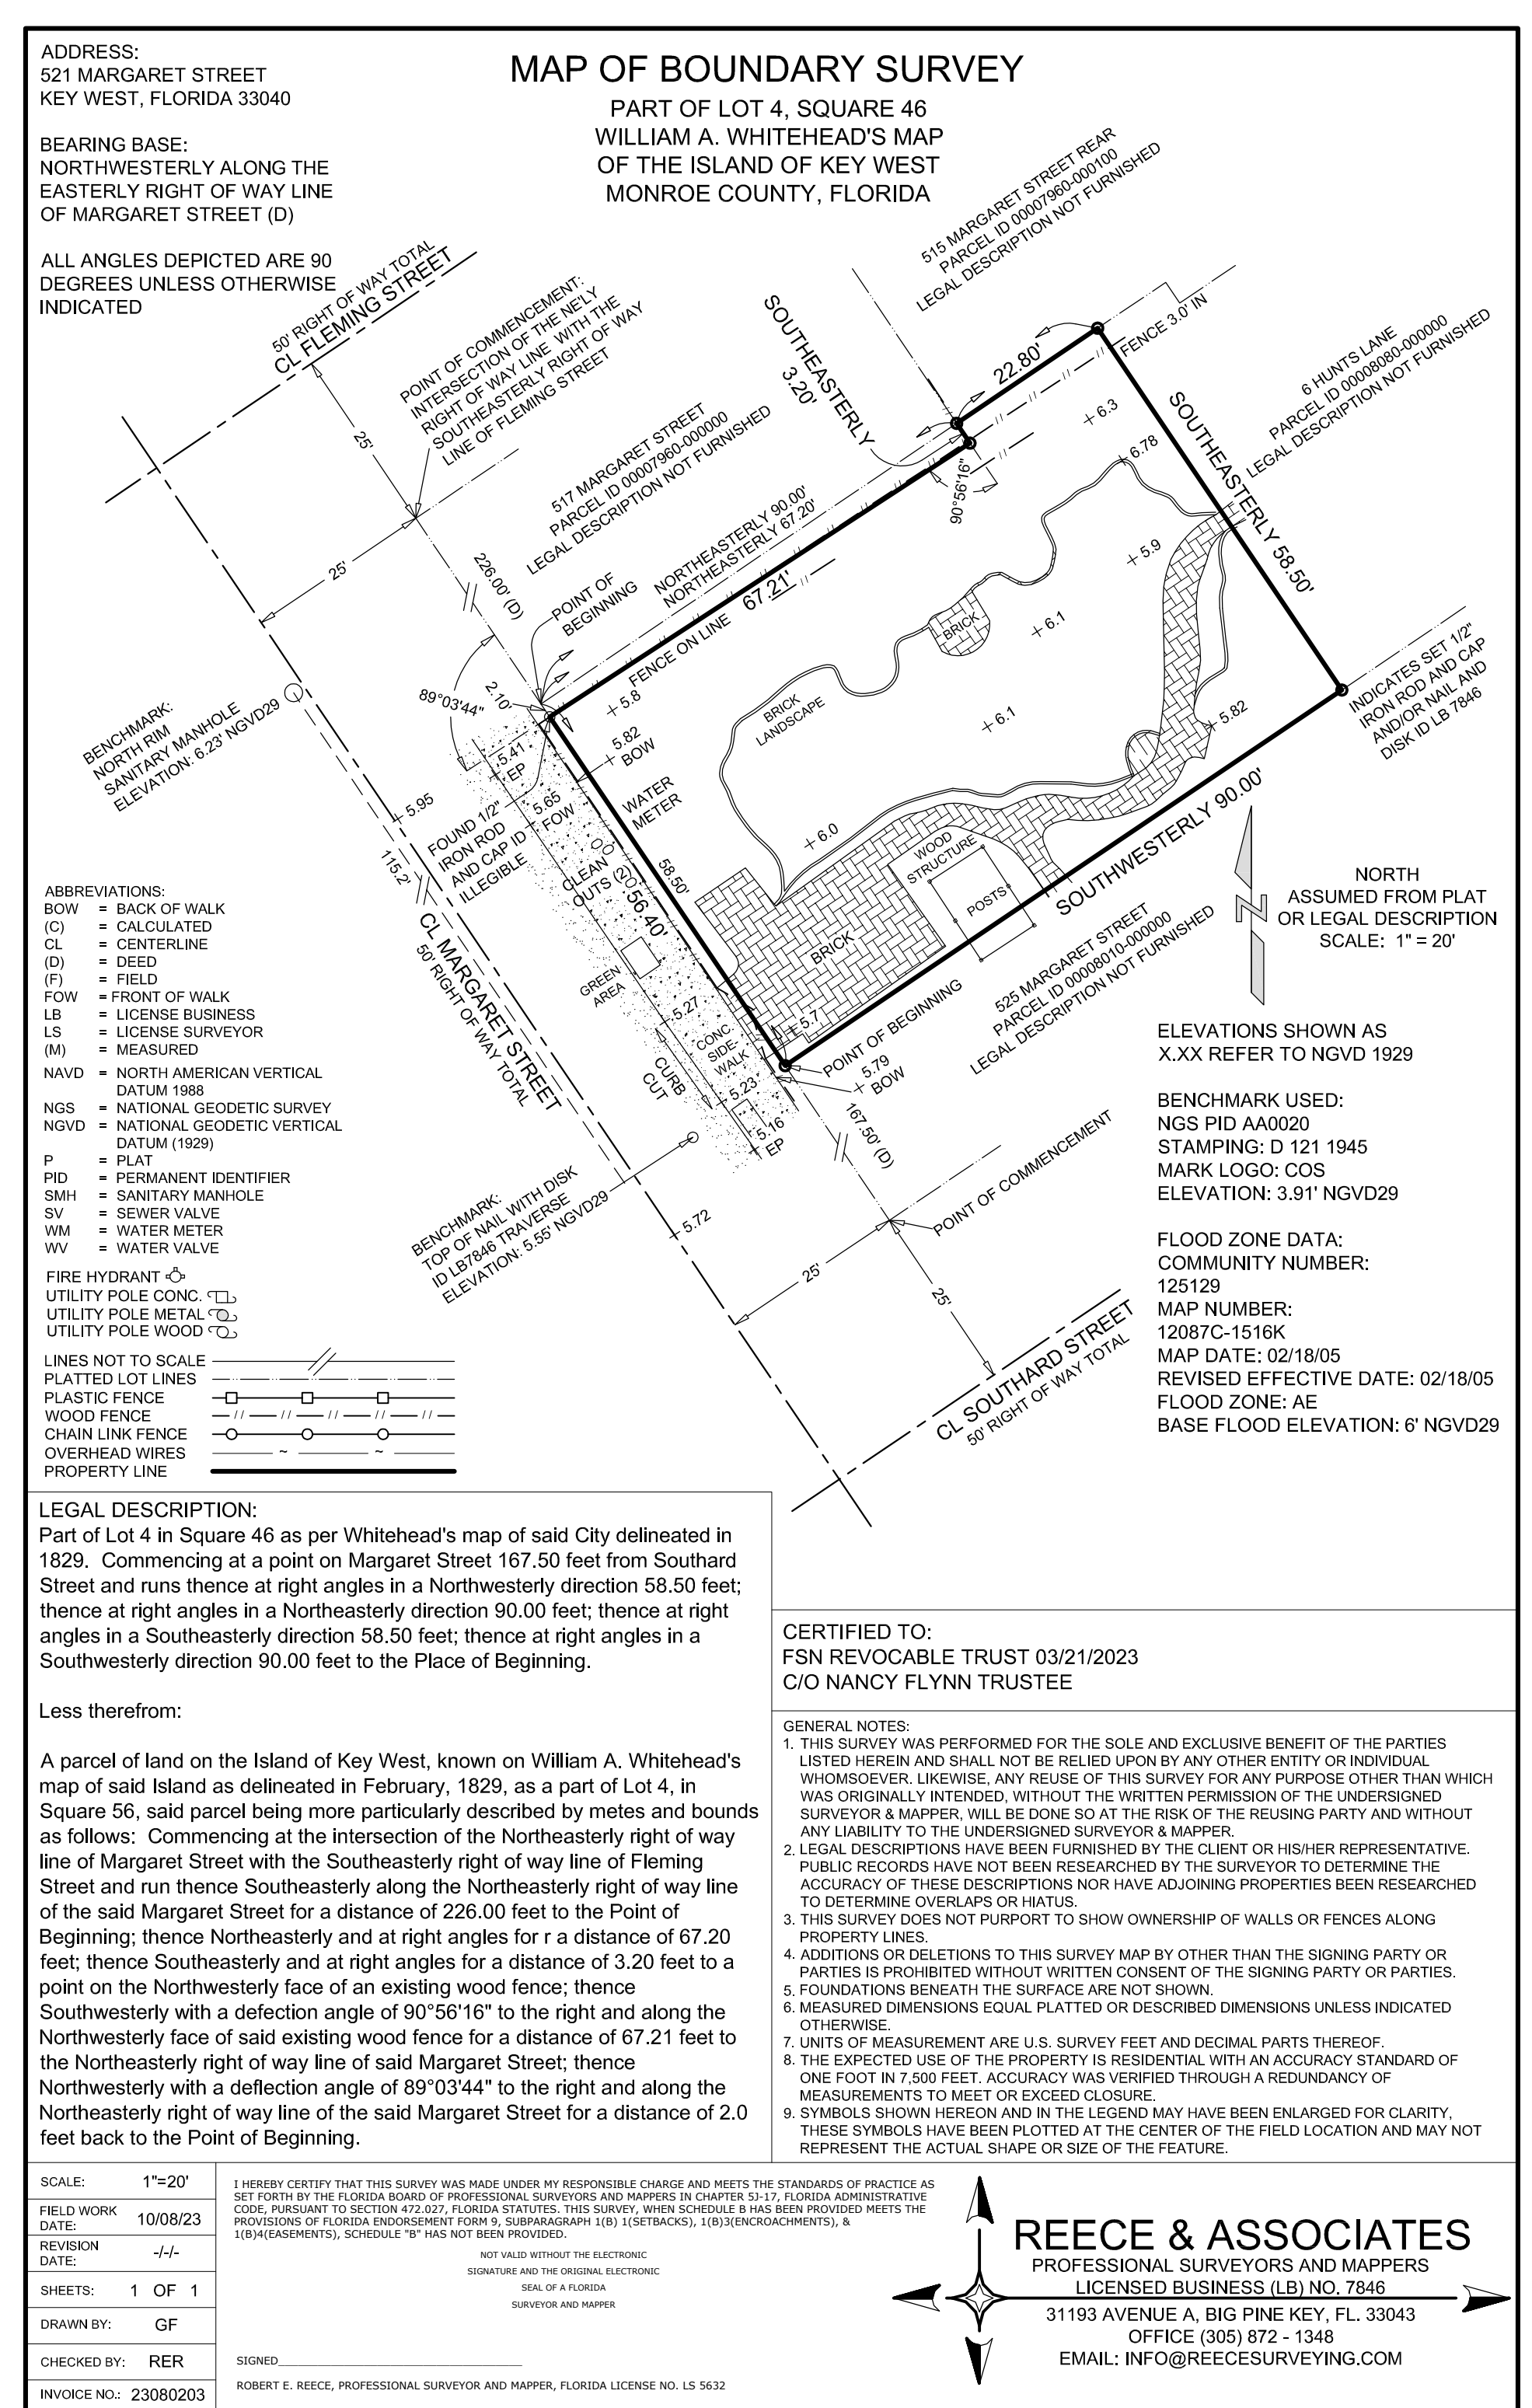 ADDRESS:
521 MARGARET STREET
KEY WEST, FLORIDA 33040
BEARING BASE:
NORTHWESTERLY ALONG THE
EASTERLY RIGHT OF WAY LINE
OF MARGARET STREET (D)
ALL ANGLES DEPICTED ARE 90
DEGREES UNLESS OTHERWISE
INDICATED
MAP OF BOUNDARY SURVEY
PART OF LOT 4, SQUARE 46
WILLIAM A. WHITEHEAD'S MAP
OF THE ISLAND OF KEY WEST
MONROE COUNTY, FLORIDA
515 MARGARET STREET REAR
PARCEL ID 00007960-000100
LEGAL DESCRIPTION NOT FURNISHED
50' RIGHT OF WAY TOTAL
CL FLEMING STREET
POINT OF COMMENCEMENT:
INTERSECTION OF THE NE'LY
RIGHT OF WAY LINE WITH THE
SOUTHEASTERLY RIGHT OF WAY
LINE OF FLEMING STREET
25'
25'
SOUTHEASTERLY
3.20'
22.80'
FENCE 3.0' IN
6 HUNTS LANE
PARCEL ID 00008080-000000
LEGAL DESCRIPTION NOT FURNISHED
517 MARGARET STREET
PARCEL ID 00007960-000000
LEGAL DESCRIPTION NOT FURNISHED
6.3
6.78
SOUTHEASTERLY 58.50'
90°56'16"
NORTHEASTERLY 90.00'
NORTHEASTERLY 67.20'
67.21'
226.00' (D)
POINT OF
BEGINNING
FENCE ON LINE
5.9
BRICK
6.1
89°03'44"
2.10'
5.8
BRICK
LANDSCAPE
6.1
5.82
INDICATES SET 1/2"
IRON ROD AND CAP
AND/OR NAIL AND
DISK ID LB 7846
BENCHMARK:
NORTH RIM
SANITARY MANHOLE
ELEVATION: 6.23' NGVD29
5.41
EP
5.82
BOW
WATER
METER
5.95
115.2'
FOUND 1/2"
IRON ROD
AND CAP ID
ILLEGIBLE
5.65
FOW
CLEAN
OUTS (2)
58.50'
56.40'
6.0
WOOD
STRUCTURE
POSTS
SOUTHWESTERLY 90.00'
BRICK
CL MARGARET STREET
50' RIGHT OF WAY TOTAL
GREEN
AREA
5.27
CONC.
SIDE-
WALK
5.7
CURB
CUT
5.23
5.16
EP
POINT OF BEGINNING
5.79
BOW
525 MARGARET STREET
PARCEL ID 00008010-000000
LEGAL DESCRIPTION NOT FURNISHED
167.50' (D)
POINT OF COMMENCEMENT
BENCHMARK:
TOP OF NAIL WITH DISK
ID LB7846 TRAVERSE
ELEVATION: 5.55' NGVD29
5.72
25'
25'
CL SOUTHARD STREET
50' RIGHT OF WAY TOTAL
N
NORTH
ASSUMED FROM PLAT
OR LEGAL DESCRIPTION
SCALE: 1" = 20'
ELEVATIONS SHOWN AS
X.XX REFER TO NGVD 1929
BENCHMARK USED:
NGS PID AA0020
STAMPING: D 121 1945
MARK LOGO: COS
ELEVATION: 3.91' NGVD29
FLOOD ZONE DATA:
COMMUNITY NUMBER:
125129
MAP NUMBER:
12087C-1516K
MAP DATE: 02/18/05
REVISED EFFECTIVE DATE: 02/18/05
FLOOD ZONE: AE
BASE FLOOD ELEVATION: 6' NGVD29
ABBREVIATIONS:
BOW = BACK OF WALK
(C) = CALCULATED
CL = CENTERLINE
(D) = DEED
(F) = FIELD
FOW = FRONT OF WALK
LB = LICENSE BUSINESS
LS = LICENSE SURVEYOR
(M) = MEASURED
NAVD = NORTH AMERICAN VERTICAL
DATUM 1988
NGS = NATIONAL GEODETIC SURVEY
NGVD = NATIONAL GEODETIC VERTICAL
DATUM (1929)
P = PLAT
PID = PERMANENT IDENTIFIER
SMH = SANITARY MANHOLE
SV = SEWER VALVE
WM = WATER METER
WV = WATER VALVE
FIRE HYDRANT
UTILITY POLE CONC.
UTILITY POLE METAL
UTILITY POLE WOOD
LINES NOT TO SCALE
PLATTED LOT LINES
PLASTIC FENCE
WOOD FENCE
CHAIN LINK FENCE
OVERHEAD WIRES
PROPERTY LINE
LEGAL DESCRIPTION:
Part of Lot 4 in Square 46 as per Whitehead's map of said City delineated in
1829. Commencing at a point on Margaret Street 167.50 feet from Southard
Street and runs thence at right angles in a Northwesterly direction 58.50 feet;
thence at right angles in a Northeasterly direction 90.00 feet; thence at right
angles in a Southeasterly direction 58.50 feet; thence at right angles in a
Southwesterly direction 90.00 feet to the Place of Beginning.
Less therefrom:
A parcel of land on the Island of Key West, known on William A. Whitehead's
map of said Island as delineated in February, 1829, as a part of Lot 4, in
Square 56, said parcel being more particularly described by metes and bounds
as follows: Commencing at the intersection of the Northeasterly right of way
line of Margaret Street with the Southeasterly right of way line of Fleming
Street and run thence Southeasterly along the Northeasterly right of way line
of the said Margaret Street for a distance of 226.00 feet to the Point of
Beginning; thence Northeasterly and at right angles for r a distance of 67.20
feet; thence Southeasterly and at right angles for a distance of 3.20 feet to a
point on the Northwesterly face of an existing wood fence; thence
Southwesterly with a defection angle of 90°56'16" to the right and along the
Northwesterly face of said existing wood fence for a distance of 67.21 feet to
the Northeasterly right of way line of said Margaret Street; thence
Northwesterly with a deflection angle of 89°03'44" to the right and along the
Northeasterly right of way line of the said Margaret Street for a distance of 2.0
feet back to the Point of Beginning.
CERTIFIED TO:
FSN REVOCABLE TRUST 03/21/2023
C/O NANCY FLYNN TRUSTEE
GENERAL NOTES:
1. THIS SURVEY WAS PERFORMED FOR THE SOLE AND EXCLUSIVE BENEFIT OF THE PARTIES
LISTED HEREIN AND SHALL NOT BE RELIED UPON BY ANY OTHER ENTITY OR INDIVIDUAL
WHOMSOEVER. LIKEWISE, ANY REUSE OF THIS SURVEY FOR ANY PURPOSE OTHER THAN WHICH
WAS ORIGINALLY INTENDED, WITHOUT THE WRITTEN PERMISSION OF THE UNDERSIGNED
SURVEYOR & MAPPER, WILL BE DONE SO AT THE RISK OF THE REUSING PARTY AND WITHOUT
ANY LIABILITY TO THE UNDERSIGNED SURVEYOR & MAPPER.
2. LEGAL DESCRIPTIONS HAVE BEEN FURNISHED BY THE CLIENT OR HIS/HER REPRESENTATIVE.
PUBLIC RECORDS HAVE NOT BEEN RESEARCHED BY THE SURVEYOR TO DETERMINE THE
ACCURACY OF THESE DESCRIPTIONS NOR HAVE ADJOINING PROPERTIES BEEN RESEARCHED
TO DETERMINE OVERLAPS OR HIATUS.
3. THIS SURVEY DOES NOT PURPORT TO SHOW OWNERSHIP OF WALLS OR FENCES ALONG
PROPERTY LINES.
4. ADDITIONS OR DELETIONS TO THIS SURVEY MAP BY OTHER THAN THE SIGNING PARTY OR
PARTIES IS PROHIBITED WITHOUT WRITTEN CONSENT OF THE SIGNING PARTY OR PARTIES.
5. FOUNDATIONS BENEATH THE SURFACE ARE NOT SHOWN.
6. MEASURED DIMENSIONS EQUAL PLATTED OR DESCRIBED DIMENSIONS UNLESS INDICATED
OTHERWISE.
7. UNITS OF MEASUREMENT ARE U.S. SURVEY FEET AND DECIMAL PARTS THEREOF.
8. THE EXPECTED USE OF THE PROPERTY IS RESIDENTIAL WITH AN ACCURACY STANDARD OF
ONE FOOT IN 7,500 FEET. ACCURACY WAS VERIFIED THROUGH A REDUNDANCY OF
MEASUREMENTS TO MEET OR EXCEED CLOSURE.
9. SYMBOLS SHOWN HEREON AND IN THE LEGEND MAY HAVE BEEN ENLARGED FOR CLARITY,
THESE SYMBOLS HAVE BEEN PLOTTED AT THE CENTER OF THE FIELD LOCATION AND MAY NOT
REPRESENT THE ACTUAL SHAPE OR SIZE OF THE FEATURE.
SCALE: 1"=20'
FIELD WORK
DATE: 10/08/23
REVISION
DATE: -/-/-
SHEETS: 1 OF 1
DRAWN BY: GF
CHECKED BY: RER
INVOICE NO.: 23080203
I HEREBY CERTIFY THAT THIS SURVEY WAS MADE UNDER MY RESPONSIBLE CHARGE AND MEETS THE STANDARDS OF PRACTICE AS
SET FORTH BY THE FLORIDA BOARD OF PROFESSIONAL SURVEYORS AND MAPPERS IN CHAPTER 5J-17, FLORIDA ADMINISTRATIVE
CODE, PURSUANT TO SECTION 472.027, FLORIDA STATUTES. THIS SURVEY, WHEN SCHEDULE B HAS BEEN PROVIDED MEETS THE
PROVISIONS OF FLORIDA ENDORSEMENT FORM 9, SUBPARAGRAPH 1(B) 1(SETBACKS), 1(B)3(ENCROACHMENTS), &
1(B)4(EASEMENTS), SCHEDULE "B" HAS NOT BEEN PROVIDED.
NOT VALID WITHOUT THE ELECTRONIC
SIGNATURE AND THE ORIGINAL ELECTRONIC
SEAL OF A FLORIDA
SURVEYOR AND MAPPER
SIGNED
ROBERT E. REECE, PROFESSIONAL SURVEYOR AND MAPPER, FLORIDA LICENSE NO. LS 5632
REECE & ASSOCIATES
PROFESSIONAL SURVEYORS AND MAPPERS
LICENSED BUSINESS (LB) NO. 7846
31193 AVENUE A, BIG PINE KEY, FL. 33043
OFFICE (305) 872 - 1348
EMAIL: INFO@REECESURVEYING.COM